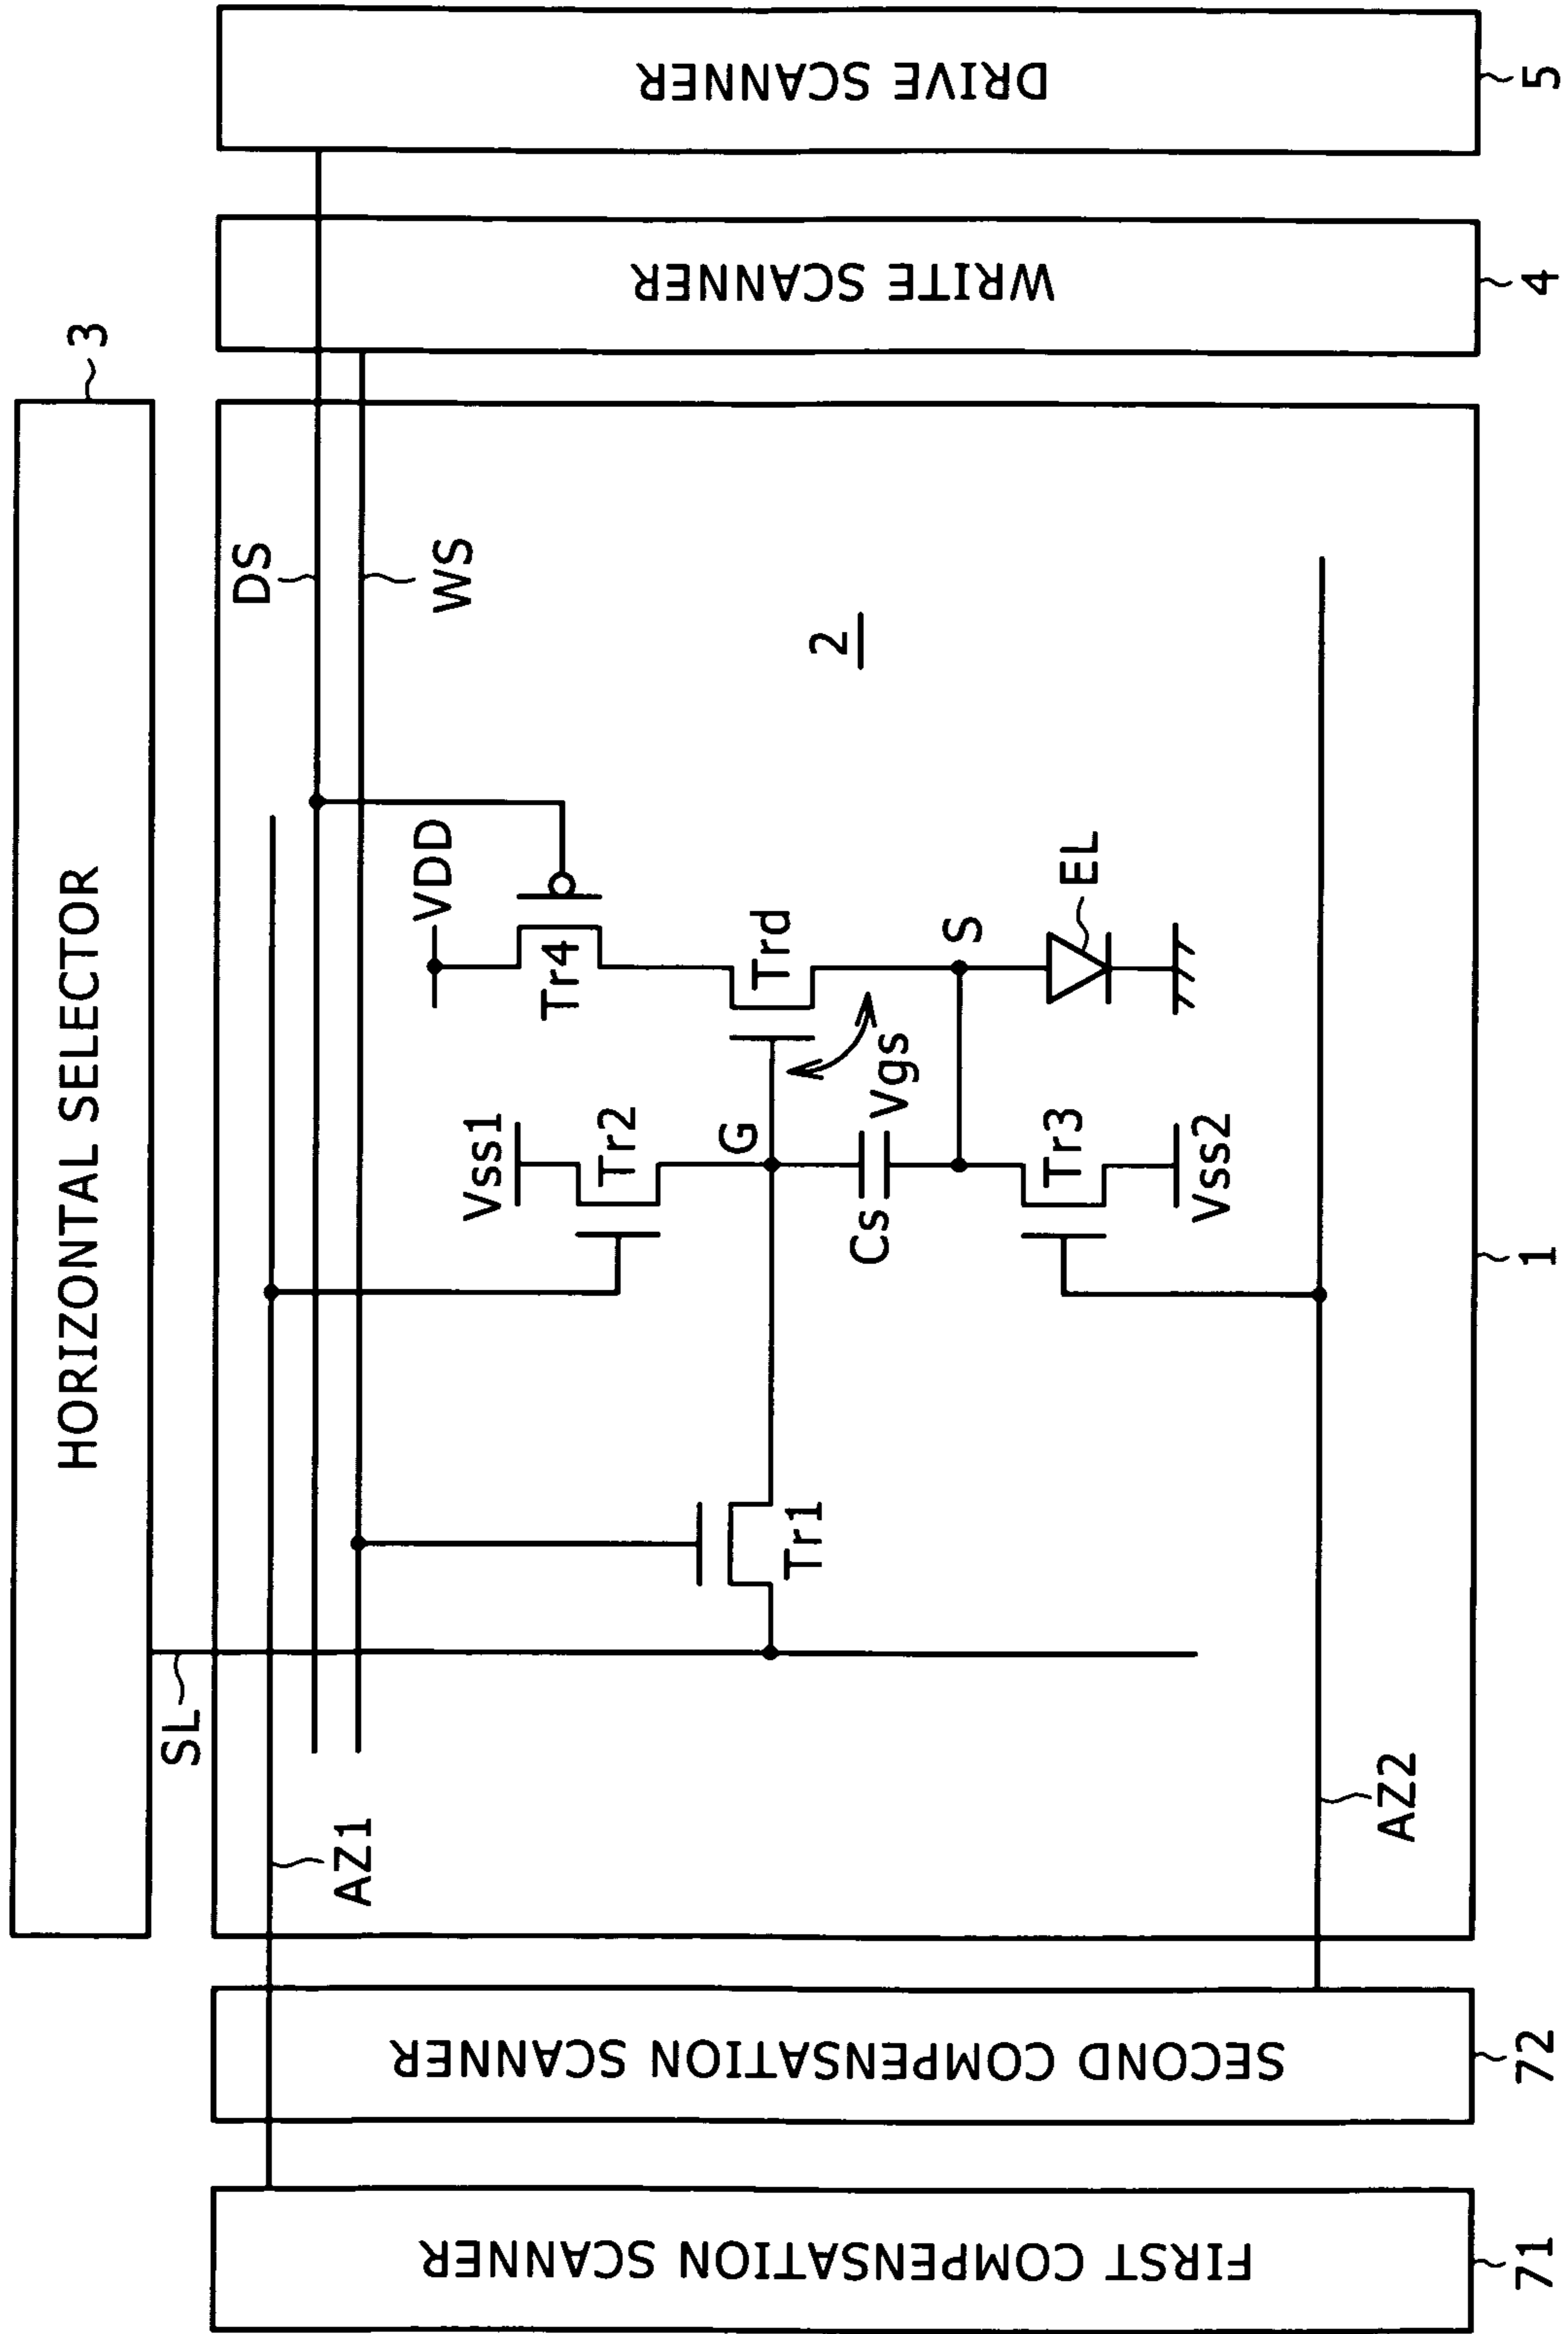 HORIZONTAL SELECTOR
3
SL
FIRST COMPENSATION SCANNER
71
SECOND COMPENSATION SCANNER
72
AZ1
DS
WS
VDD
Vss1
Tr2
Tr4
G
Trd
Tr1
Vgs
Cs
S
2
Tr3
EL
Vss2
AZ2
1
WRITE SCANNER
4
DRIVE SCANNER
5